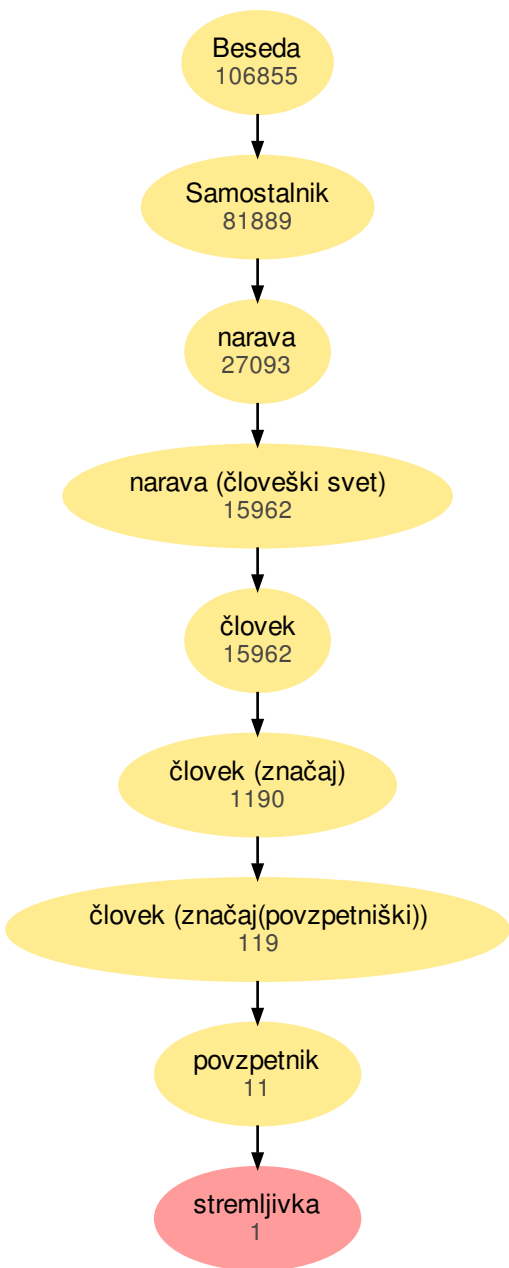 Beseda
106855
Samostalnik
81889
narava
27093
narava (človeški svet)
15962
človek
15962
človek (značaj)
1190
človek (značaj(povzpetniški))
119
povzpetnik
11
stremljivka
1